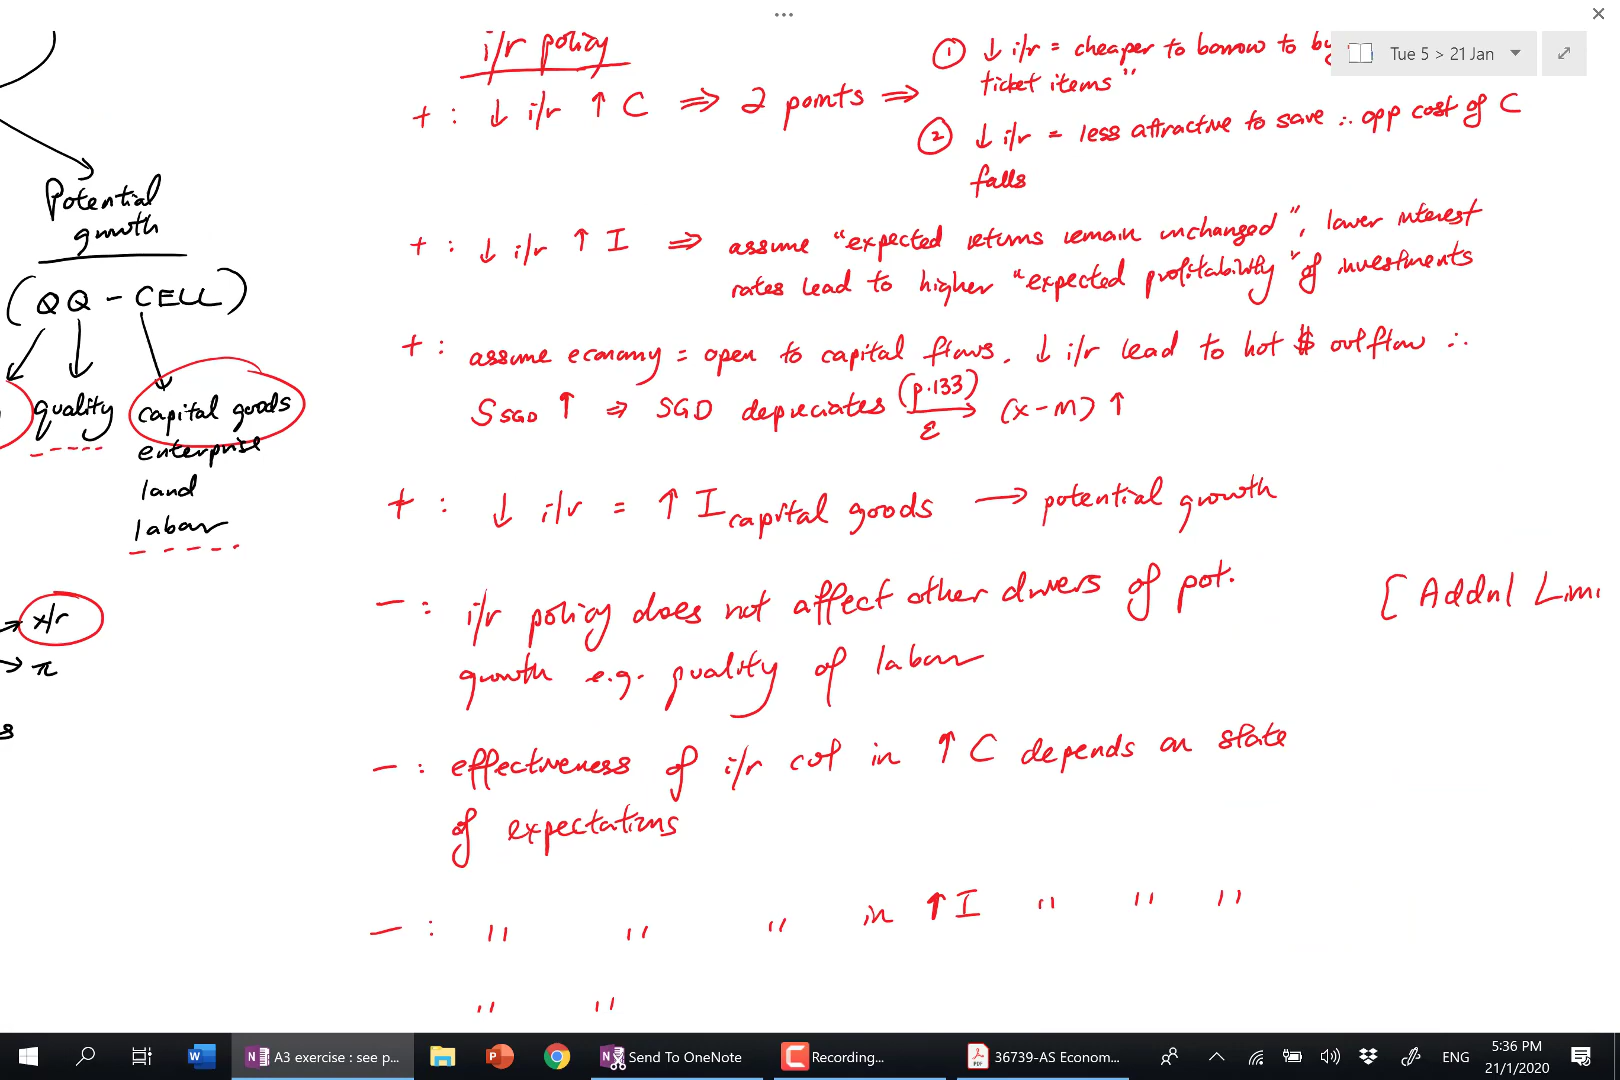 Tue 5 > 21 Jan
i/r policy
+ : ↓ i/r ↑ C ⇒ 2 points ⇒
① ↓ i/r = cheaper to borrow to
ticket items"
② ↓ i/r = less attractive to save ∴ opp cost of C
falls
+ : ↓ i/r ↑ I ⇒ assume "expected returns remain unchanged", lower interest
rates lead to higher "expected profitability" of investments
+ : assume economy = open to capital flows. ↓ i/r lead to hot $ outflow ∴
S SGD ↑ ⇒ SGD depreciates (p.133) → ε (X-M) ↑
+ : ↓ i/r = ↑ I capital goods → potential growth
- : i/r policy does not affect other drivers of pot.
growth e.g. quality of labour
[ Addnl
- : effectiveness of i/r cut in ↑ C depends on state
of expectations
- : " " " in ↑ I " " "
" "
Potential
growth
(QQ - CELL)
quality
capital goods
enterprise
land
labour
→ x/r
→ π
A3 exercise : see p...
Send To OneNote
Recording...
36739-AS Econom...
ENG
5:36 PM
21/1/2020